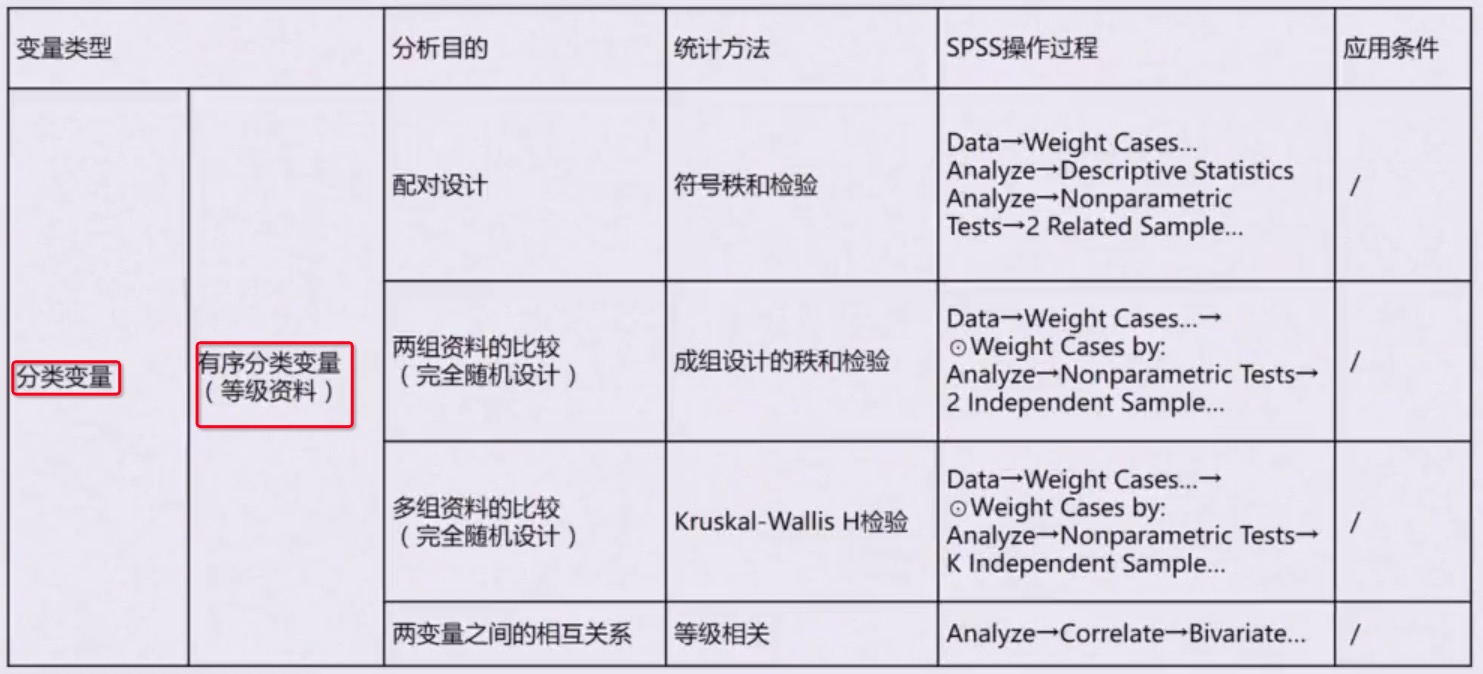 变量类型
分析目的
统计方法
SPSS操作过程
应用条件
分类变量
有序分类变量
（等级资料）
配对设计
符号秩和检验
Data→Weight Cases...
Analyze→Descriptive Statistics
Analyze→Nonparametric
Tests→2 Related Sample...
/
两组资料的比较
（完全随机设计）
成组设计的秩和检验
Data→Weight Cases...→
⊙Weight Cases by:
Analyze→Nonparametric Tests→
2 Independent Sample...
/
多组资料的比较
（完全随机设计）
Kruskal-Wallis H检验
Data→Weight Cases...→
⊙Weight Cases by:
Analyze→Nonparametric Tests→
K Independent Sample...
/
两变量之间的相互关系
等级相关
Analyze→Correlate→Bivariate...
/